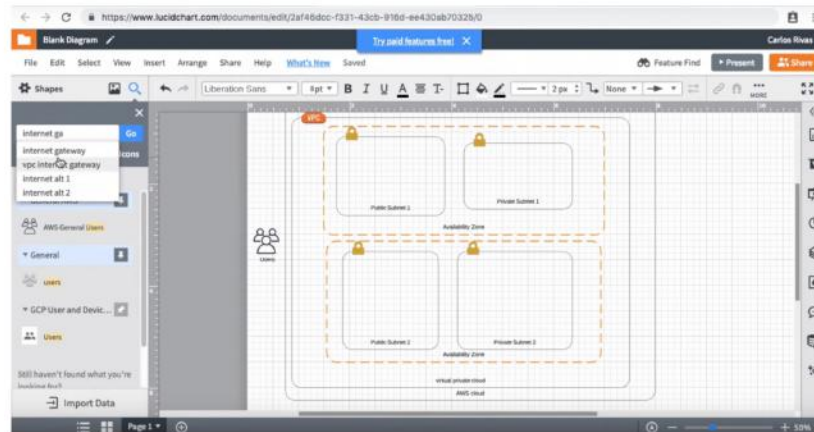 https://www.lucidchart.com/documents/edit/2af46dcc-f331-43cb-916d-ee430ab70325/0
Blank Diagram
Try paid features free!
Carlos Rivas
File Edit Select View Insert Arrange Share Help What's New Saved
Feature Find
Present
Share
Shapes
Liberation Sans
8pt
B I U A T
2 px
None
MORE
internet ga
Go
internet gateway
vpc internet gateway
internet alt 1
internet alt 2
icons
AWS General Users
General
users
GCP User and Devic...
Users
Still haven't found what you're
looking for?
Import Data
Page 1
50%
VPC
Users
Public Subnet 1
Private Subnet 1
Availability Zone
Public Subnet 2
Private Subnet 2
Availability Zone
virtual private cloud
AWS cloud